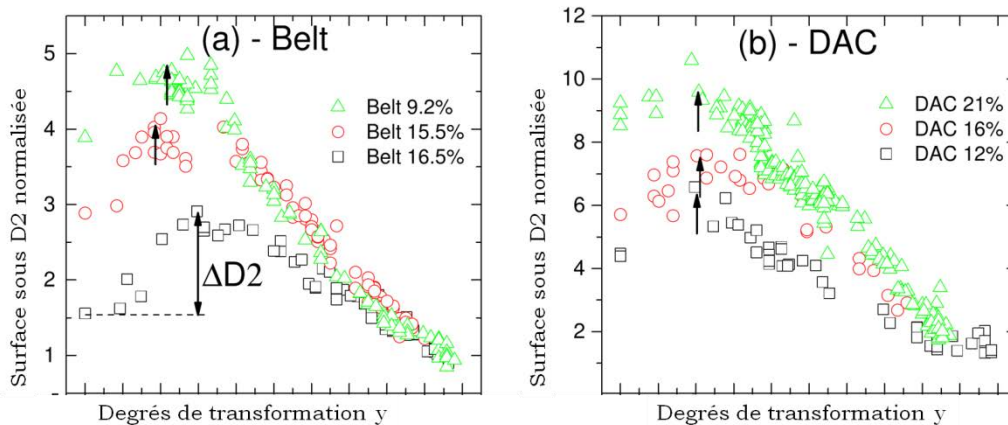 (a) - Belt
5
4
3
2
Belt 9.2%
Belt 15.5%
Belt 16.5%
ΔD2
Surface sous D2 normalisée
Degrés de transformation y
(b) - DAC
12
10
8
6
4
2
DAC 21%
DAC 16%
DAC 12%
Surface sous D2 normalisée
Degrés de transformation y